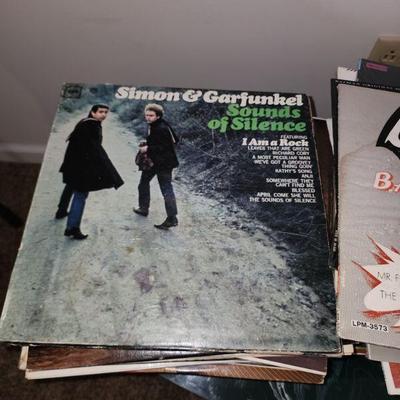 Simon & Garfunkel
Sounds
of Silence
FEATURING
I Am a Rock
LEAVES THAT ARE GREEN
RICHARD CORY
A MOST PECULIAR MAN
WE'VE GOT A GROOVEY
THING GOIN'
KATHY'S SONG
ANJI
SOMEWHERE THEY
CAN'T FIND ME
BLESSED
APRIL COME SHE WILL
THE SOUNDS OF SILENCE
MR. F
THE
LPM-3573